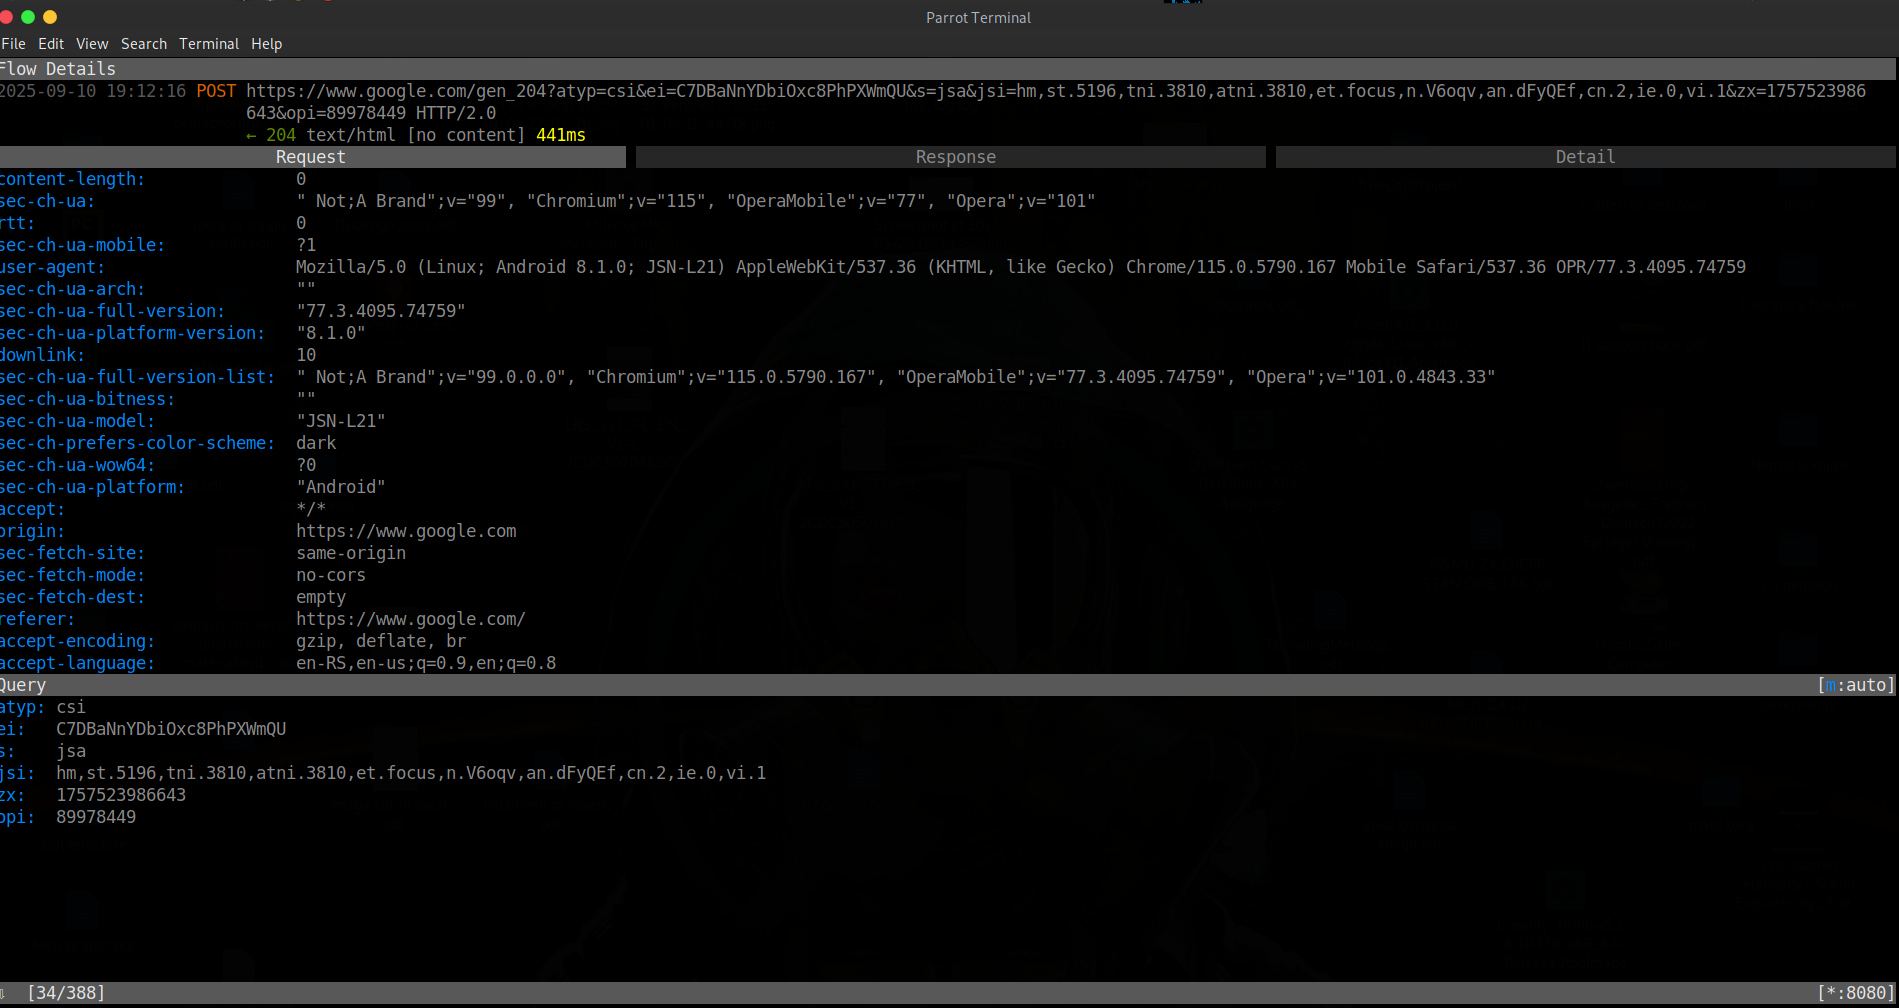 Parrot Terminal
File Edit View Search Terminal Help
Flow Details
2025-09-10 19:12:16 POST https://www.google.com/gen_204?atyp=csi&ei=C7DBaNnYDbiOxc8PhPXWmQU&s=jsa&jsi=hm,st.5196,tni.3810,atni.3810,et.focus,n.V6oqv,an.dFyQEf,cn.2,ie.0,vi.1&zx=1757523986
643&opi=89978449 HTTP/2.0
← 204 text/html [no content] 441ms
Request Response Detail
content-length: 0
sec-ch-ua: " Not;A Brand";v="99", "Chromium";v="115", "OperaMobile";v="77", "Opera";v="101"
rtt: 0
sec-ch-ua-mobile: ?1
user-agent: Mozilla/5.0 (Linux; Android 8.1.0; JSN-L21) AppleWebKit/537.36 (KHTML, like Gecko) Chrome/115.0.5790.167 Mobile Safari/537.36 OPR/77.3.4095.74759
sec-ch-ua-arch: ""
sec-ch-ua-full-version: "77.3.4095.74759"
sec-ch-ua-platform-version: "8.1.0"
downlink: 10
sec-ch-ua-full-version-list: " Not;A Brand";v="99.0.0.0", "Chromium";v="115.0.5790.167", "OperaMobile";v="77.3.4095.74759", "Opera";v="101.0.4843.33"
sec-ch-ua-bitness: ""
sec-ch-ua-model: "JSN-L21"
sec-ch-prefers-color-scheme: dark
sec-ch-ua-wow64: ?0
sec-ch-ua-platform: "Android"
accept: */*
origin: https://www.google.com
sec-fetch-site: same-origin
sec-fetch-mode: no-cors
sec-fetch-dest: empty
referer: https://www.google.com/
accept-encoding: gzip, deflate, br
accept-language: en-RS,en-us;q=0.9,en;q=0.8
Query [m:auto]
atyp: csi
ei: C7DBaNnYDbiOxc8PhPXWmQU
s: jsa
jsi: hm,st.5196,tni.3810,atni.3810,et.focus,n.V6oqv,an.dFyQEf,cn.2,ie.0,vi.1
zx: 1757523986643
opi: 89978449
⇩ [34/388] [*:8080]